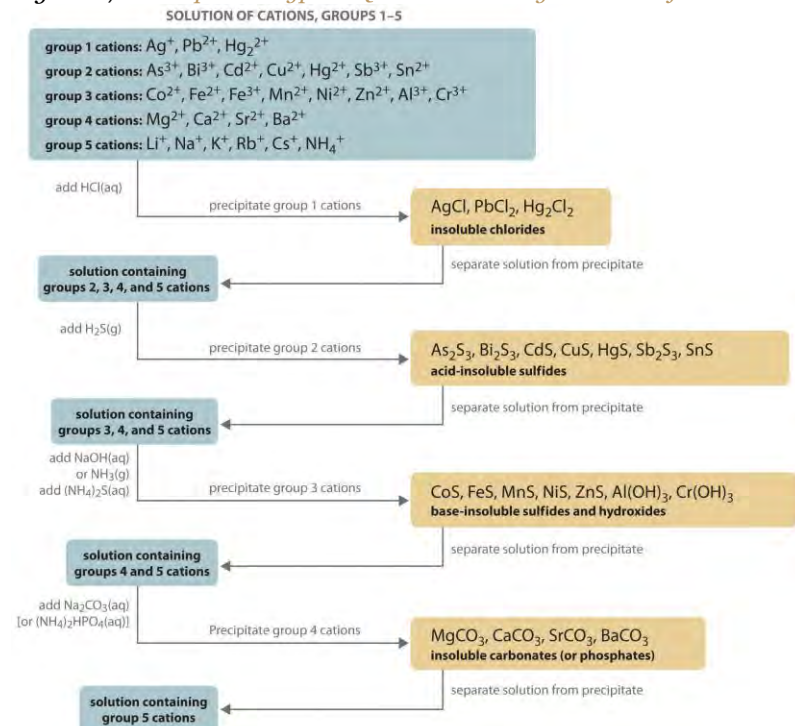 SOLUTION OF CATIONS, GROUPS 1–5
group 1 cations: Ag⁺, Pb²⁺, Hg₂²⁺
group 2 cations: As³⁺, Bi³⁺, Cd²⁺, Cu²⁺, Hg²⁺, Sb³⁺, Sn²⁺
group 3 cations: Co²⁺, Fe²⁺, Fe³⁺, Mn²⁺, Ni²⁺, Zn²⁺, Al³⁺, Cr³⁺
group 4 cations: Mg²⁺, Ca²⁺, Sr²⁺, Ba²⁺
group 5 cations: Li⁺, Na⁺, K⁺, Rb⁺, Cs⁺, NH₄⁺
add HCl(aq)
precipitate group 1 cations
AgCl, PbCl₂, Hg₂Cl₂
insoluble chlorides
separate solution from precipitate
solution containing
groups 2, 3, 4, and 5 cations
add H₂S(g)
precipitate group 2 cations
As₂S₃, Bi₂S₃, CdS, CuS, HgS, Sb₂S₃, SnS
acid-insoluble sulfides
separate solution from precipitate
solution containing
groups 3, 4, and 5 cations
add NaOH(aq)
or NH₃(g)
add (NH₄)₂S(aq)
precipitate group 3 cations
CoS, FeS, MnS, NiS, ZnS, Al(OH)₃, Cr(OH)₃
base-insoluble sulfides and hydroxides
separate solution from precipitate
solution containing
groups 4 and 5 cations
add Na₂CO₃(aq)
[or (NH₄)₂HPO₄(aq)]
Precipitate group 4 cations
MgCO₃, CaCO₃, SrCO₃, BaCO₃
insoluble carbonates (or phosphates)
separate solution from precipitate
solution containing
group 5 cations